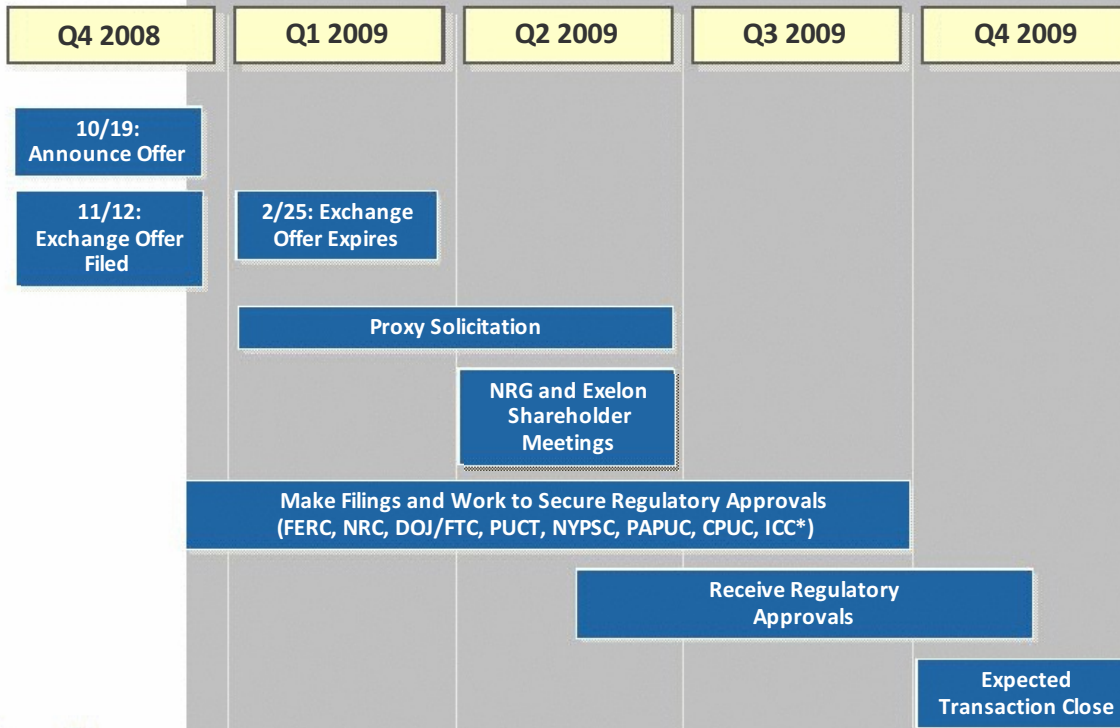 Q4 2008
Q1 2009
Q2 2009
Q3 2009
Q4 2009
10/19:
Announce Offer
11/12:
Exchange Offer
Filed
2/25: Exchange
Offer Expires
Proxy Solicitation
NRG and Exelon
Shareholder
Meetings
Make Filings and Work to Secure Regulatory Approvals
(FERC, NRC, DOJ/FTC, PUCT, NYPSC, PAPUC, CPUC, ICC*)
Receive Regulatory
Approvals
Expected
Transaction Close